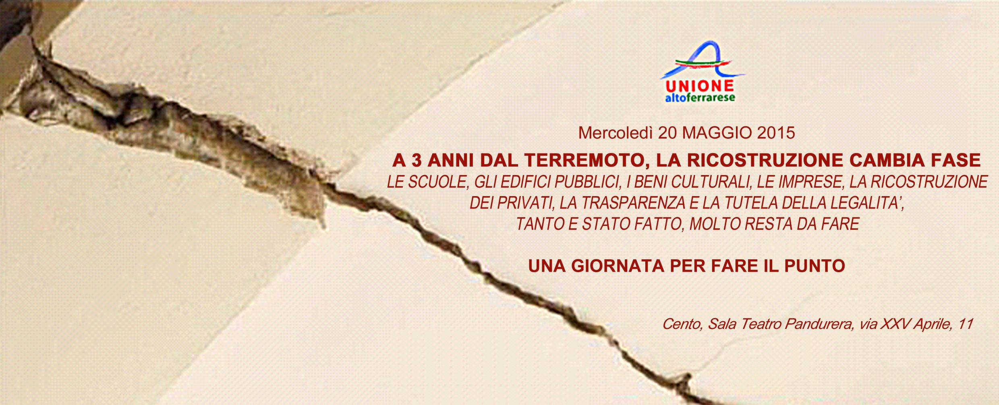 UNIONE
altoferrarese
Mercoledì 20 MAGGIO 2015
A 3 ANNI DAL TERREMOTO, LA RICOSTRUZIONE CAMBIA FASE
LE SCUOLE, GLI EDIFICI PUBBLICI, I BENI CULTURALI, LE IMPRESE, LA RICOSTRUZIONE
DEI PRIVATI, LA TRASPARENZA E LA TUTELA DELLA LEGALITA’,
TANTO E STATO FATTO, MOLTO RESTA DA FARE
UNA GIORNATA PER FARE IL PUNTO
Cento, Sala Teatro Pandurera, via XXV Aprile, 11